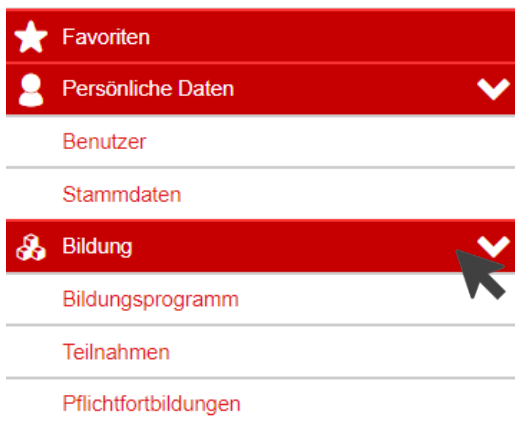 Favoriten
Persönliche Daten
Benutzer
Stammdaten
Bildung
Bildungsprogramm
Teilnahmen
Pflichtfortbildungen